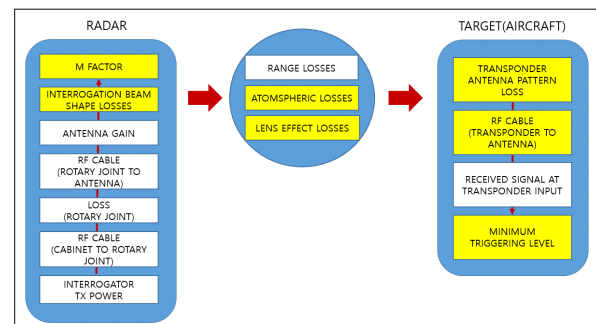 RADAR
M FACTOR
INTERROGATION BEAM
SHAPE LOSSES
ANTENNA GAIN
RF CABLE
(ROTARY JOINT TO
ANTENNA)
LOSS
(ROTARY JOINT)
RF CABLE
(CABINET TO ROTARY
JOINT)
INTERROGATOR
TX POWER
RANGE LOSSES
ATOMSPHERIC LOSSES
LENS EFFECT LOSSES
TARGET(AIRCRAFT)
TRANSPONDER
ANTENNA PATTERN
LOSS
RF CABLE
(TRANSPONDER TO
ANTENNA)
RECEIVED SIGNAL AT
TRANSPONDER INPUT
MINIMUM
TRIGGERING LEVEL